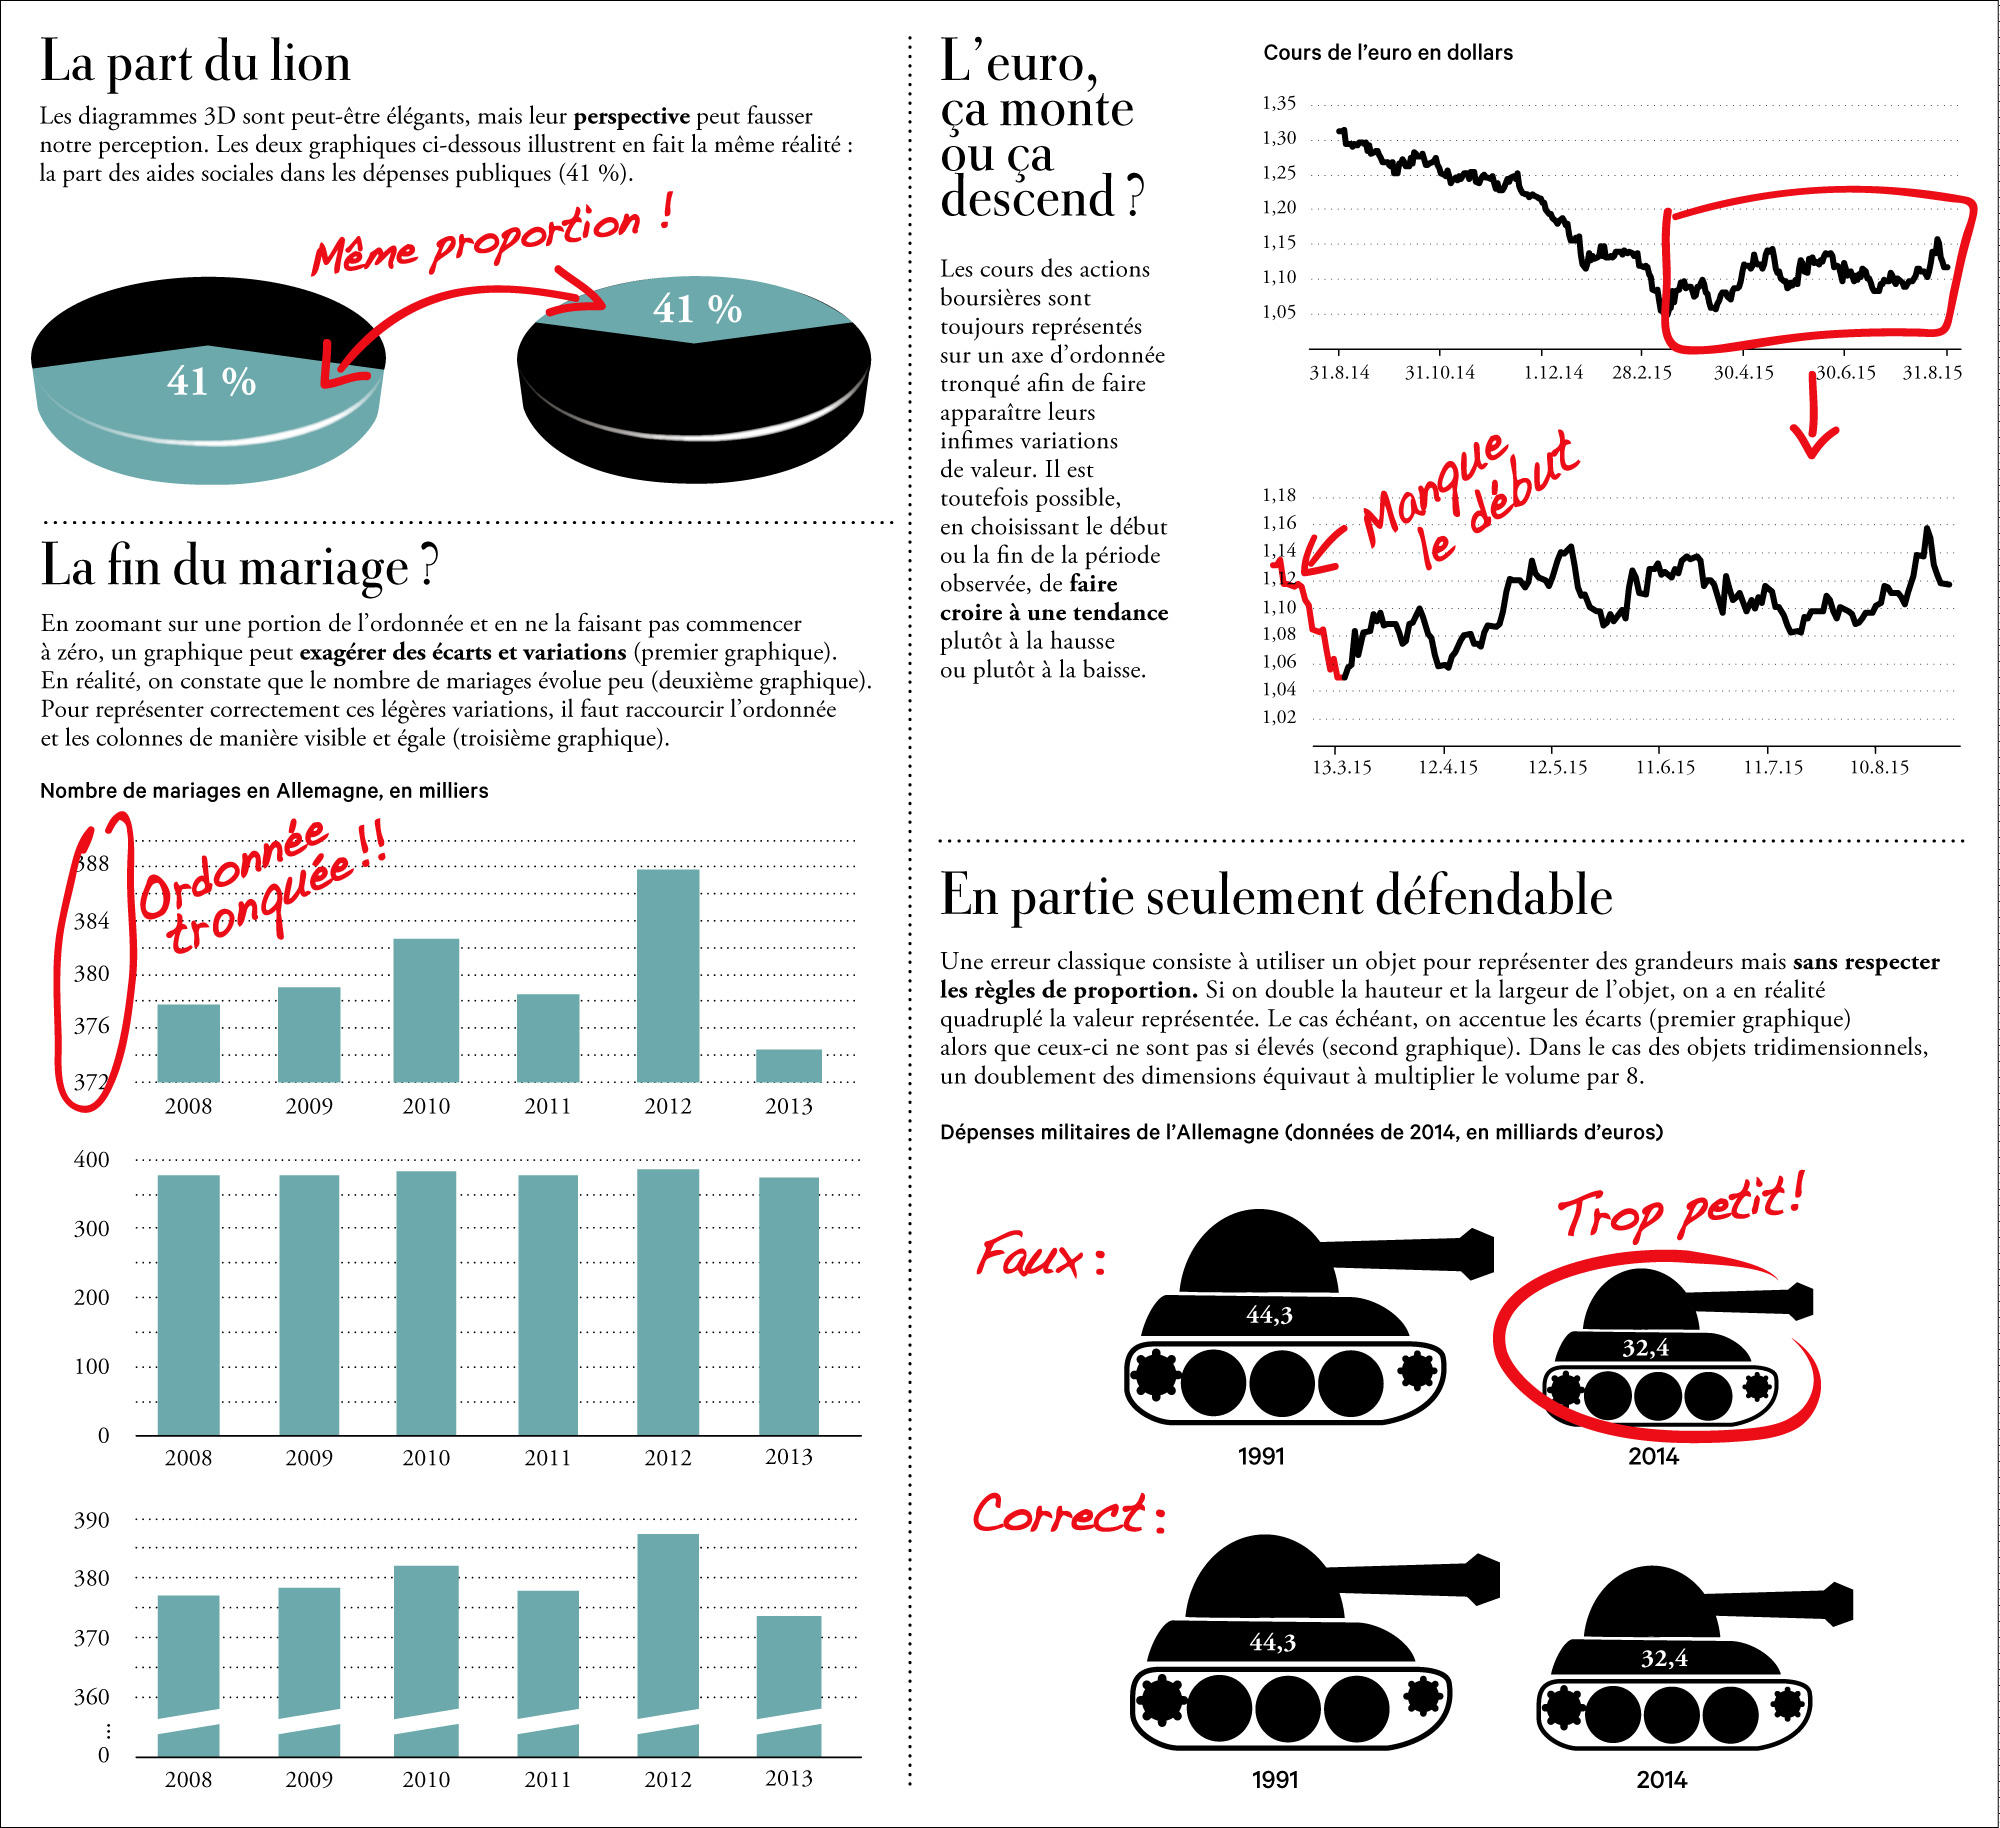 La part du lion
Les diagrammes 3D sont peut-être élégants, mais leur perspective peut fausser
notre perception. Les deux graphiques ci-dessous illustrent en fait la même réalité :
la part des aides sociales dans les dépenses publiques (41 %).
Même proportion !
41 %
41 %
La fin du mariage ?
En zoomant sur une portion de l’ordonnée et en ne la faisant pas commencer
à zéro, un graphique peut exagérer des écarts et variations (premier graphique).
En réalité, on constate que le nombre de mariages évolue peu (deuxième graphique).
Pour représenter correctement ces légères variations, il faut raccourcir l’ordonnée
et les colonnes de manière visible et égale (troisième graphique).
Nombre de mariages en Allemagne, en milliers
Ordonnée
tronquée !!
388
384
380
376
372
2008 2009 2010 2011 2012 2013
400
300
200
100
0
2008 2009 2010 2011 2012 2013
390
380
370
360
0
2008 2009 2010 2011 2012 2013
L’euro,
ça monte
ou ça
descend ?
Les cours des actions
boursières sont
toujours représentés
sur un axe d’ordonnée
tronqué afin de faire
apparaître leurs
infimes variations
de valeur. Il est
toutefois possible,
en choisissant le début
ou la fin de la période
observée, de faire
croire à une tendance
plutôt à la hausse
ou plutôt à la baisse.
Cours de l’euro en dollars
1,35
1,30
1,25
1,20
1,15
1,10
1,05
31.8.14 31.10.14 1.12.14 28.2.15 30.4.15 30.6.15 31.8.15
Manque
le début
1,18
1,16
1,14
1,12
1,10
1,08
1,06
1,04
1,02
13.3.15 12.4.15 12.5.15 11.6.15 11.7.15 10.8.15
En partie seulement défendable
Une erreur classique consiste à utiliser un objet pour représenter des grandeurs mais sans respecter
les règles de proportion. Si on double la hauteur et la largeur de l’objet, on a en réalité
quadruplé la valeur représentée. Le cas échéant, on accentue les écarts (premier graphique)
alors que ceux-ci ne sont pas si élevés (second graphique). Dans le cas des objets tridimensionnels,
un doublement des dimensions équivaut à multiplier le volume par 8.
Dépenses militaires de l’Allemagne (données de 2014, en milliards d’euros)
Faux :
Trop petit !
44,3
32,4
1991 2014
Correct :
44,3
32,4
1991 2014